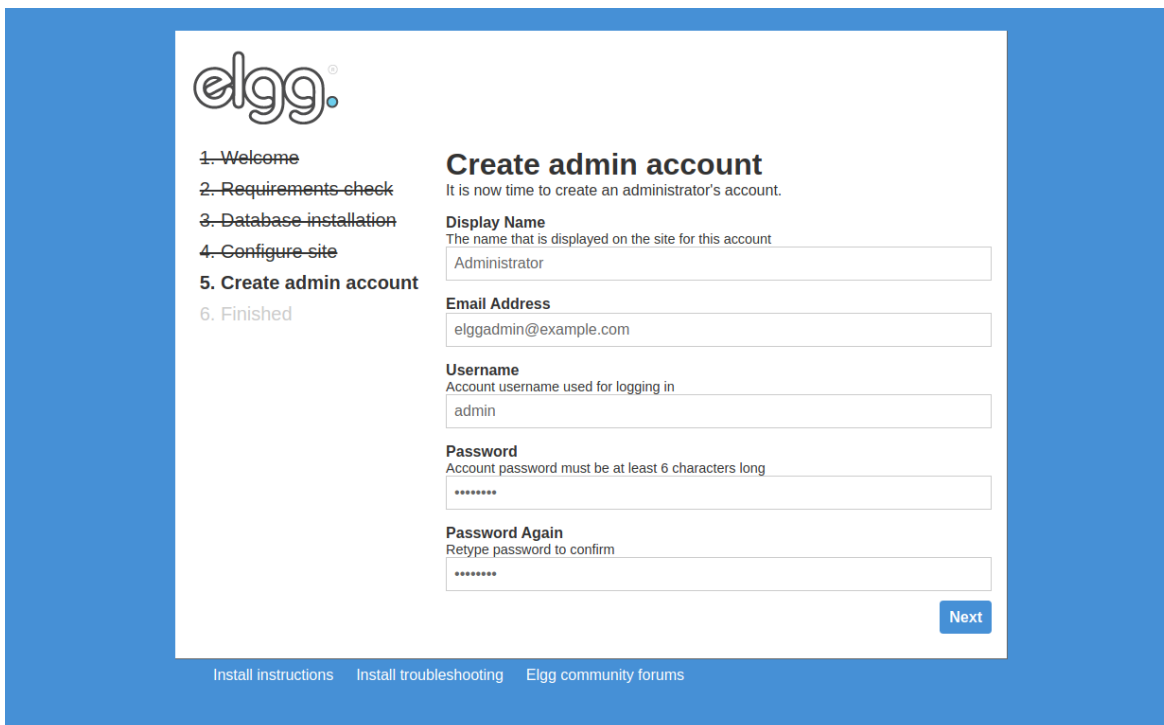 elgg.®
1. Welcome
2. Requirements check
3. Database installation
4. Configure site
5. Create admin account
6. Finished
Create admin account
It is now time to create an administrator's account.
Display Name
The name that is displayed on the site for this account
Administrator
Email Address
elggadmin@example.com
Username
Account username used for logging in
admin
Password
Account password must be at least 6 characters long
••••••••
Password Again
Retype password to confirm
••••••••
Next
Install instructions Install troubleshooting Elgg community forums